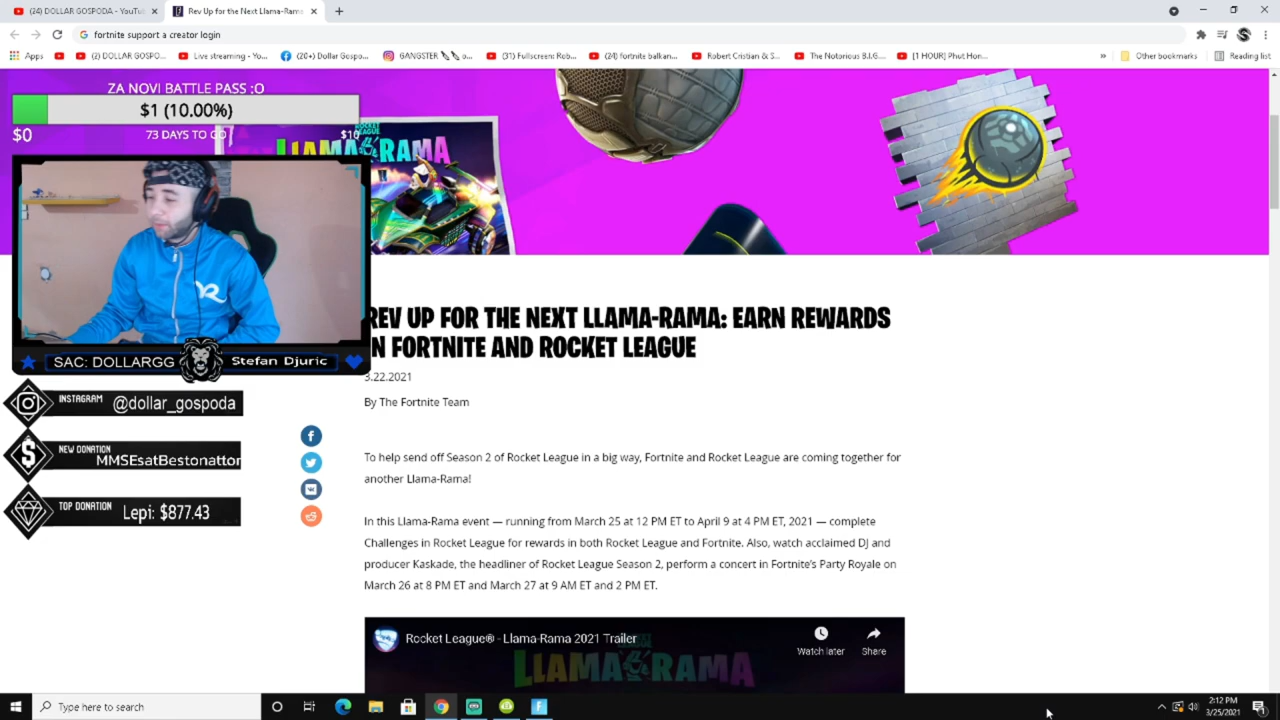 (24) DOLLAR GOSPODA - YouTu
Rev Up for the Next Llama-Rama
fortnite support a creator login
Apps
(2) DOLLAR GOSPO...
Live streaming - Yo...
(20+) Dollar Gospo...
GANGSTER 🔪🔪 o...
(31) Fullscreen: Rob...
(24) fortnite balkan...
Robert Cristian & S...
The Notorious B.I.G....
[1 HOUR] Phut Hon...
»
Other bookmarks
Reading list
ZA NOVI BATTLE PASS :O
$1 (10.00%)
$0
73 DAYS TO GO
$10
ROCKET LEAGUE
LLAMA RAMA
SAC: DOLLARGG
Stefan Djuric
INSTAGRAM
@dollar_gospoda
NEW DONATION
MMSEsatBestonattor
TOP DONATION
Lepi: $877.43
REV UP FOR THE NEXT LLAMA-RAMA: EARN REWARDS
N FORTNITE AND ROCKET LEAGUE
3.22.2021
By The Fortnite Team
To help send off Season 2 of Rocket League in a big way, Fortnite and Rocket League are coming together for
another Llama-Rama!
In this Llama-Rama event — running from March 25 at 12 PM ET to April 9 at 4 PM ET, 2021 — complete
Challenges in Rocket League for rewards in both Rocket League and Fortnite. Also, watch acclaimed DJ and
producer Kaskade, the headliner of Rocket League Season 2, perform a concert in Fortnite's Party Royale on
March 26 at 8 PM ET and March 27 at 9 AM ET and 2 PM ET.
Rocket League® - Llama-Rama 2021 Trailer
Watch later
Share
LLAMA RAMA
Type here to search
2:12 PM
3/25/2021